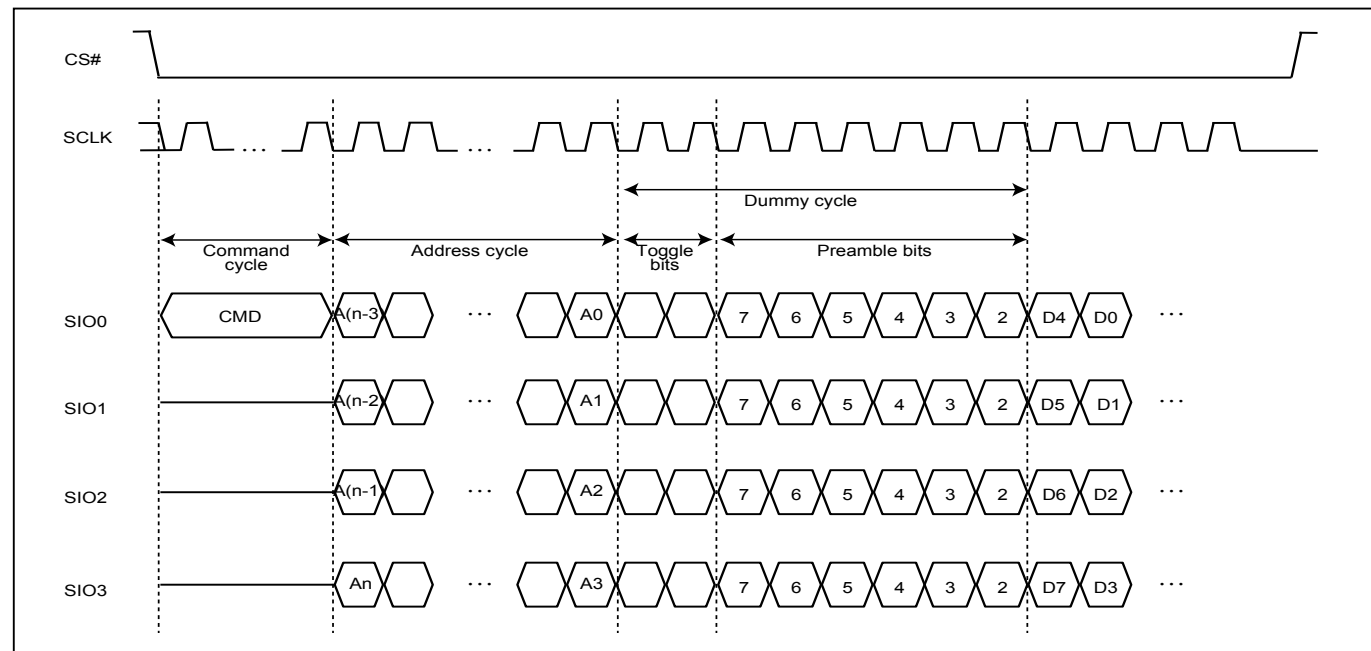 CS#
SCLK ... ...
Dummy cycle
Command cycle Address cycle Toggle bits Preamble bits
SIO0 CMD A(n-3) ... A0 7 6 5 4 3 2 D4 D0 ...
SIO1 A(n-2) ... A1 7 6 5 4 3 2 D5 D1 ...
SIO2 A(n-1 ... A2 7 6 5 4 3 2 D6 D2 ...
SIO3 An ... A3 7 6 5 4 3 2 D7 D3 ...